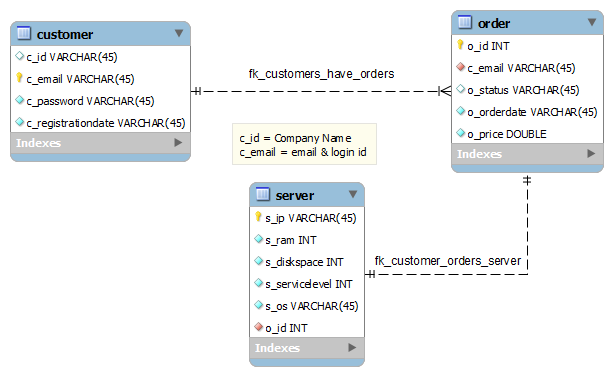 customer
c_id VARCHAR(45)
c_email VARCHAR(45)
c_password VARCHAR(45)
c_registrationdate VARCHAR(45)
Indexes
fk_customers_have_orders
order
o_id INT
c_email VARCHAR(45)
o_status VARCHAR(45)
o_orderdate VARCHAR(45)
o_price DOUBLE
Indexes
c_id = Company Name
c_email = email & login id
server
s_ip VARCHAR(45)
s_ram INT
s_diskspace INT
s_servicelevel INT
s_os VARCHAR(45)
o_id INT
Indexes
fk_customer_orders_server